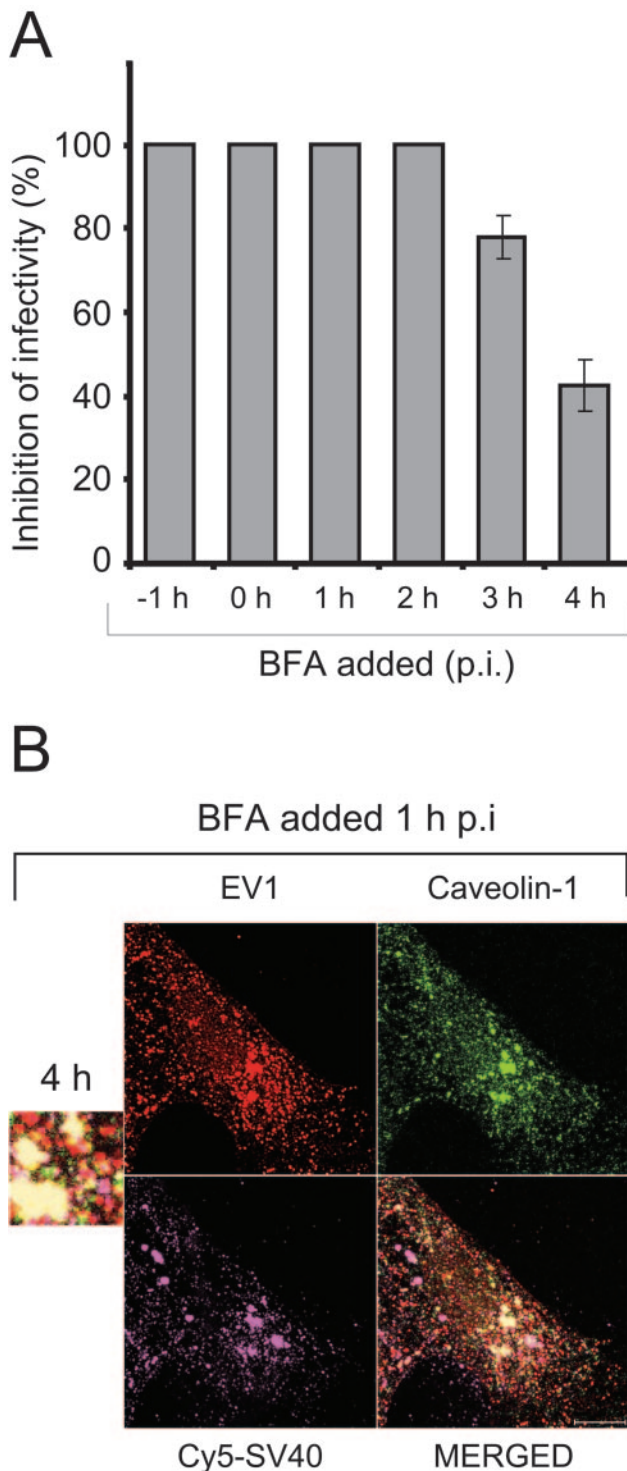 A
Inhibition of infectivity (%)
100
80
60
40
20
0
-1 h 0 h 1 h 2 h 3 h 4 h
BFA added (p.i.)
B
BFA added 1 h p.i
EV1 Caveolin-1
4 h
Cy5-SV40 MERGED